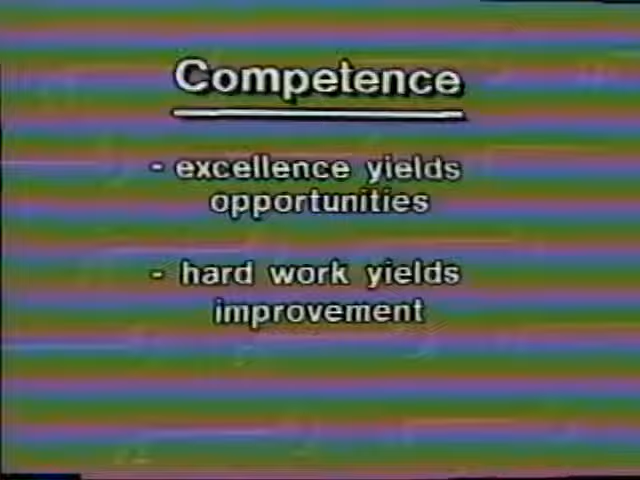 Competence
- excellence yields
opportunities
- hard work yields
improvement